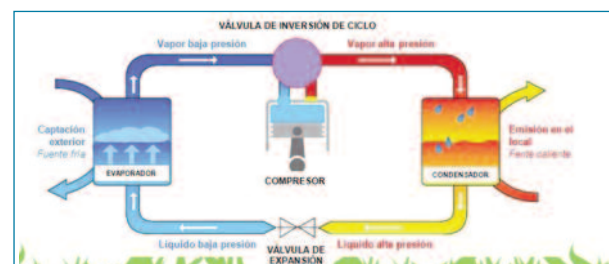 VÁLVULA DE INVERSIÓN DE CICLO
Vapor baja presión
Vapor alta presión
Captación
exterior
Fuente fría
EVAPORADOR
COMPRESOR
Emisión en el
local
Fente caliente
CONDENSADOR
Líquido baja presión
VÁLVULA DE
EXPANSIÓN
Líquido alta presión